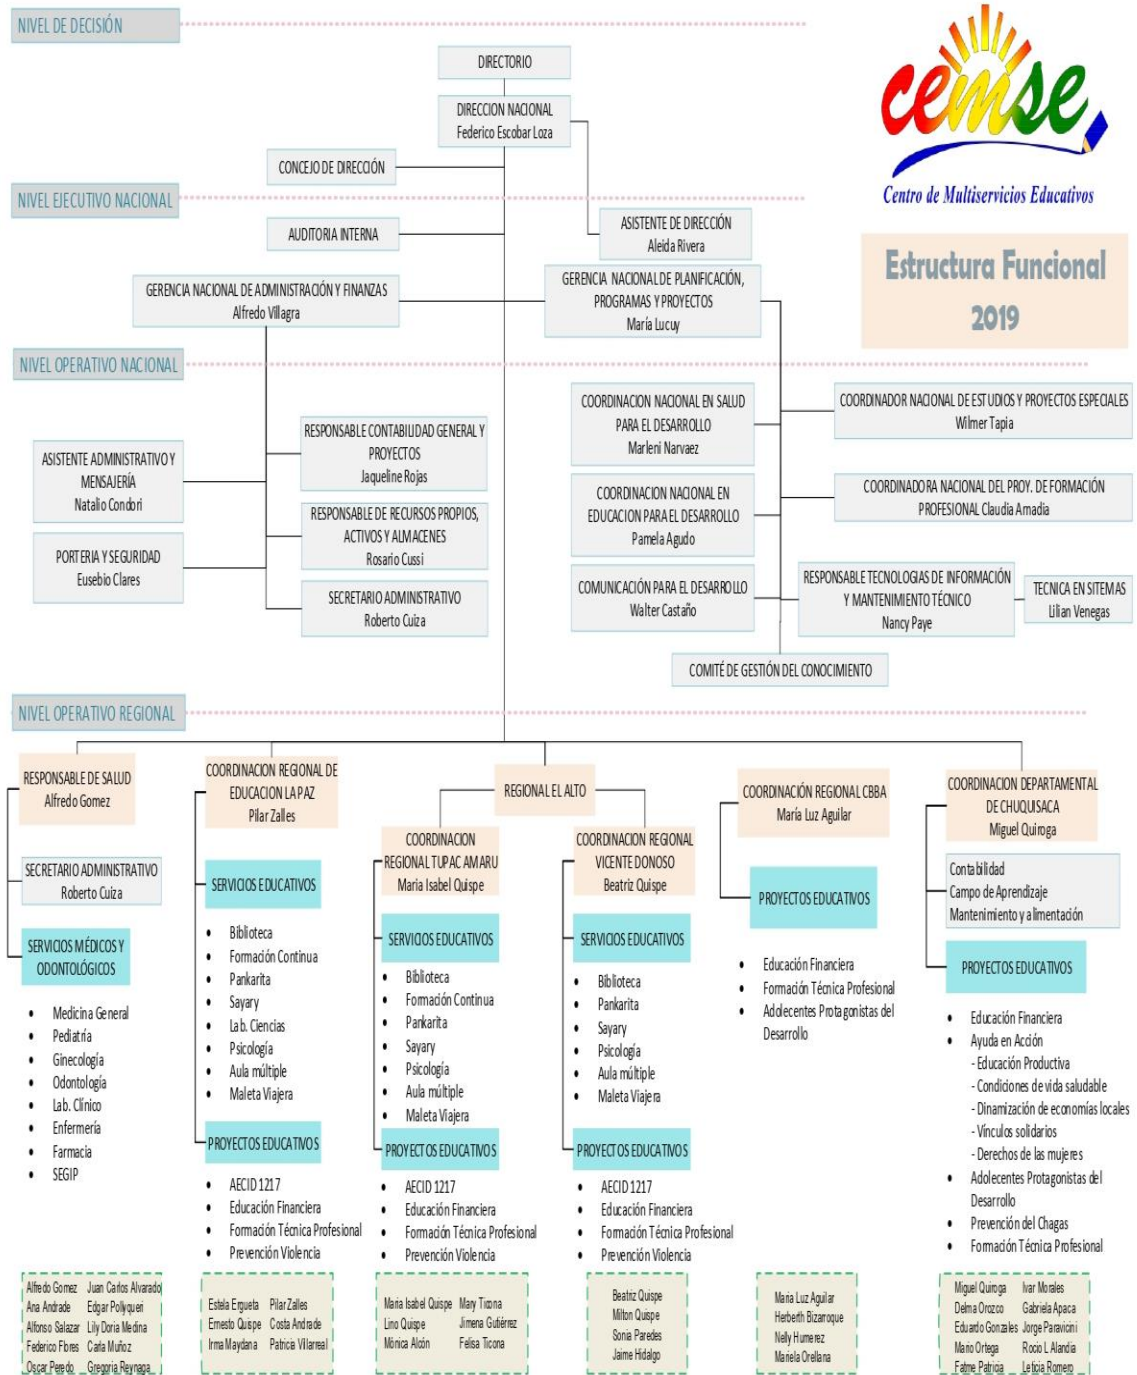 NIVEL DE DECISIÓN
DIRECTORIO
DIRECCION NACIONAL
Federico Escobar Loza
CONCEJO DE DIRECCIÓN
cemse
Centro de Multiservicios Educativos
Estructura Funcional
2019
NIVEL EJECUTIVO NACIONAL
AUDITORIA INTERNA
ASISTENTE DE DIRECCIÓN
Aleida Rivera
GERENCIA NACIONAL DE ADMINISTRACIÓN Y FINANZAS
Alfredo Villagra
GERENCIA NACIONAL DE PLANIFICACIÓN,
PROGRAMAS Y PROYECTOS
María Lucuy
NIVEL OPERATIVO NACIONAL
ASISTENTE ADMINISTRATIVO Y
MENSAJERÍA
Natalio Condori
PORTERIA Y SEGURIDAD
Eusebio Clares
RESPONSABLE CONTABILIDAD GENERAL Y
PROYECTOS
Jaqueline Rojas
RESPONSABLE DE RECURSOS PROPIOS,
ACTIVOS Y ALMACENES
Rosario Cussi
SECRETARIO ADMINISTRATIVO
Roberto Cuiza
COORDINACION NACIONAL EN SALUD
PARA EL DESARROLLO
Marleni Narvaez
COORDINACION NACIONAL EN
EDUCACION PARA EL DESARROLLO
Pamela Agudo
COMUNICACIÓN PARA EL DESARROLLO
Walter Castaño
COORDINADOR NACIONAL DE ESTUDIOS Y PROYECTOS ESPECIALES
Wilmer Tapia
COORDINADORA NACIONAL DEL PROY. DE FORMACIÓN
PROFESIONAL Claudia Amadia
RESPONSABLE TECNOLOGIAS DE INFORMACIÓN
Y MANTENIMIENTO TÉCNICO
Nancy Paye
TECNICA EN SITEMAS
Lilian Venegas
COMITÉ DE GESTIÓN DEL CONOCIMIENTO
NIVEL OPERATIVO REGIONAL
RESPONSABLE DE SALUD
Alfredo Gomez
SECRETARIO ADMINISTRATIVO
Roberto Cuiza
SERVICIOS MÉDICOS Y
ODONTOLÓGICOS
• Medicina General
• Pediatría
• Ginecología
• Odontología
• Lab. Clínico
• Enfermería
• Farmacia
• SEGIP
Alfredo Gomez Juan Carlos Alvarado
Ana Andrade Edgar Pollyqueri
Alfonso Salazar Lily Doria Medina
Federico Flores Carla Muñoz
Oscar Peredo Gregoria Reynaga
COORDINACION REGIONAL DE
EDUCACION LA PAZ
Pilar Zalles
SERVICIOS EDUCATIVOS
• Biblioteca
• Formación Continua
• Pankarita
• Sayary
• Lab. Ciencias
• Psicología
• Aula múltiple
• Maleta Viajera
PROYECTOS EDUCATIVOS
• AECID 1217
• Educación Financiera
• Formación Técnica Profesional
• Prevención Violencia
Estela Ergueta Pilar Zalles
Ernesto Quispe Costa Andrade
Irma Maydana Patricia Villarreal
REGIONAL EL ALTO
COORDINACION
REGIONAL TUPAC AMARU
Maria Isabel Quispe
SERVICIOS EDUCATIVOS
• Biblioteca
• Formación Continua
• Pankarita
• Sayary
• Psicología
• Aula múltiple
• Maleta Viajera
PROYECTOS EDUCATIVOS
• AECID 1217
• Educación Financiera
• Formación Técnica Profesional
• Prevención Violencia
Maria Isabel Quispe Mary Ticona
Lino Quispe Jimena Gutiérrez
Mónica Alcón Felisa Ticona
COORDINACION REGIONAL
VICENTE DONOSO
Beatriz Quispe
SERVICIOS EDUCATIVOS
• Biblioteca
• Pankarita
• Sayary
• Psicología
• Aula múltiple
• Maleta Viajera
PROYECTOS EDUCATIVOS
• AECID 1217
• Educación Financiera
• Formación Técnica Profesional
• Prevención Violencia
Beatriz Quispe
Milton Quispe
Sonia Paredes
Jaime Hidalgo
COORDINACIÓN REGIONAL CBBA
María Luz Aguilar
PROYECTOS EDUCATIVOS
• Educación Financiera
• Formación Técnica Profesional
• Adolecentes Protagonistas del
Desarrollo
Maria Luz Aguilar
Herberth Bizarroque
Nelly Humerez
Mariela Orellana
COORDINACION DEPARTAMENTAL
DE CHUQUISACA
Miguel Quiroga
Contabilidad
Campo de Aprendizaje
Mantenimiento y alimentación
PROYECTOS EDUCATIVOS
• Educación Financiera
• Ayuda en Acción
- Educación Productiva
- Condiciones de vida saludable
- Dinamización de economías locales
- Vínculos solidarios
- Derechos de las mujeres
• Adolecentes Protagonistas del
Desarrollo
• Prevención del Chagas
• Formación Técnica Profesional
Miguel Quiroga Ivar Morales
Delma Orozco Gabriela Apaca
Eduardo Gonzales Jorge Paravicini
Mario Ortega Rocio L Alandia
Fatme Patricia Leticia Romero